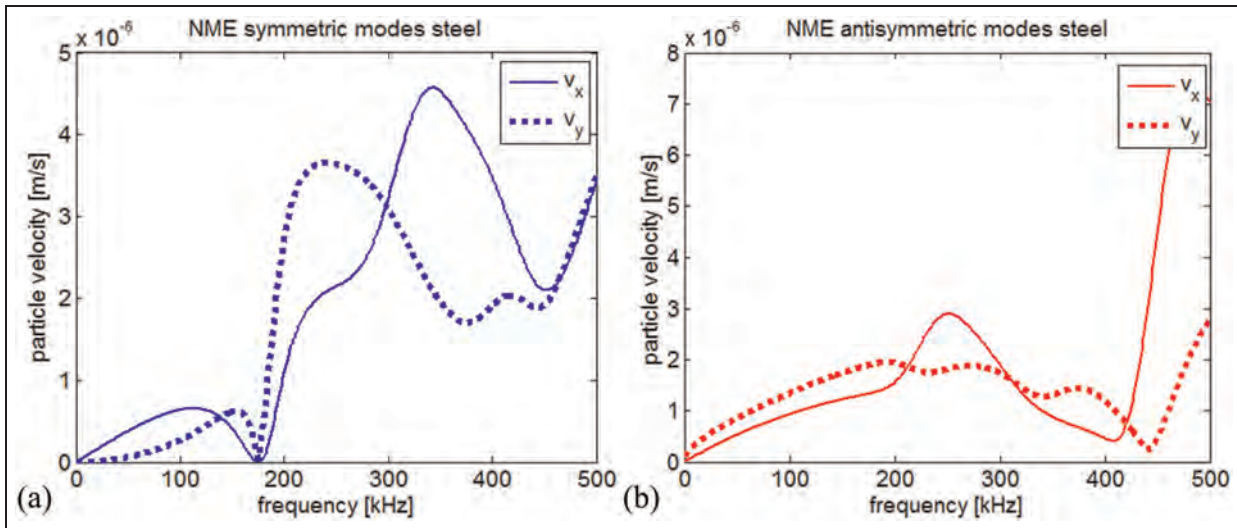 x 10⁻⁶ NME symmetric modes steel
5
4
3
2
1
0
particle velocity [m/s]
0 100 200 300 400 500
frequency [kHz]
vₓ
v_y
(a)
x 10⁻⁶ NME antisymmetric modes steel
8
7
6
5
4
3
2
1
0
particle velocity [m/s]
0 100 200 300 400 500
frequency [kHz]
vₓ
v_y
(b)